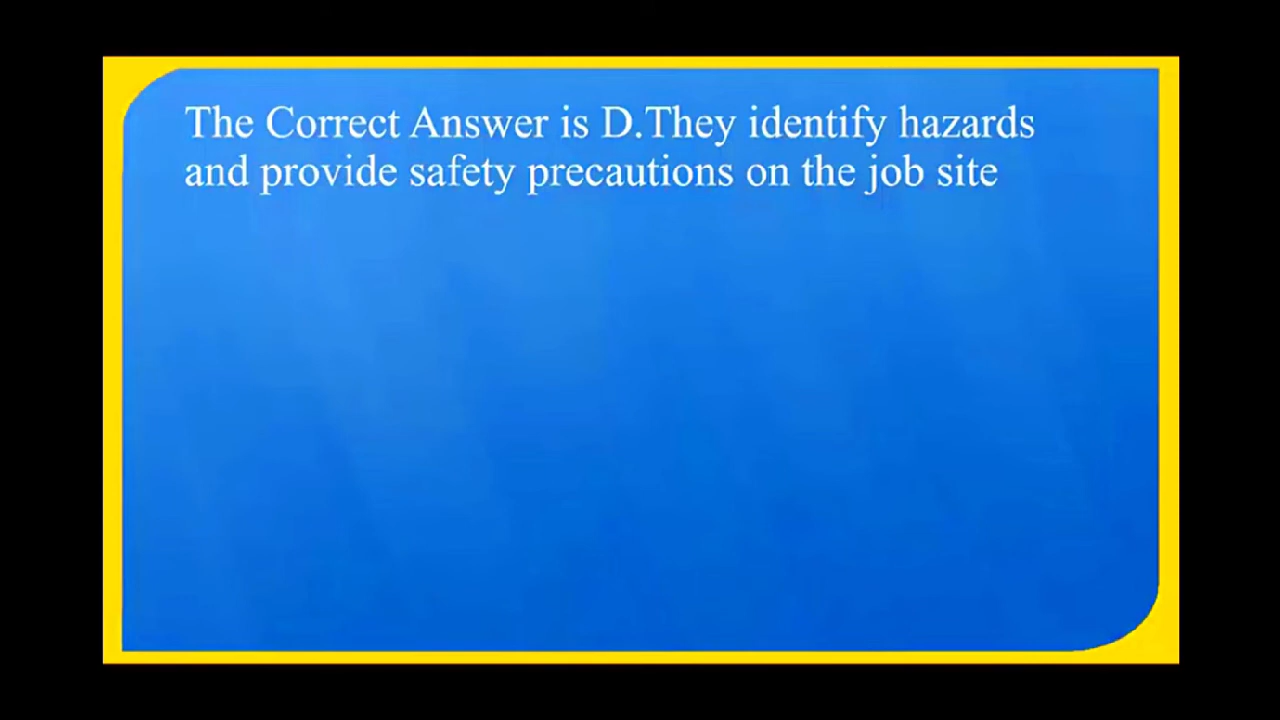 The Correct Answer is D.They identify hazards
and provide safety precautions on the job site